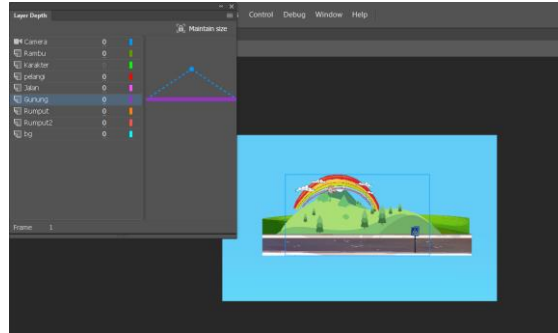 Control Debug Window Help
Layer Depth
Maintain size
Camera 0
Rambu 0
Karakter 0
pelangi 0
Jalan 0
Gunung 0
Rumput 0
Rumput2 0
bg 0
Frame 1